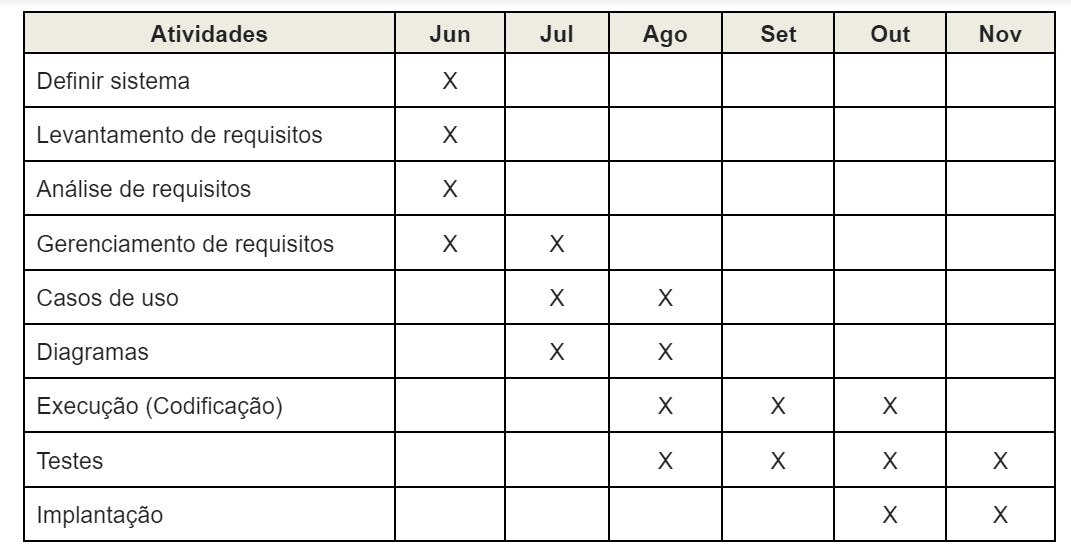 Atividades Jun Jul Ago Set Out Nov
Definir sistema X
Levantamento de requisitos X
Análise de requisitos X
Gerenciamento de requisitos X X
Casos de uso X X
Diagramas X X
Execução (Codificação) X X X
Testes X X X X
Implantação X X